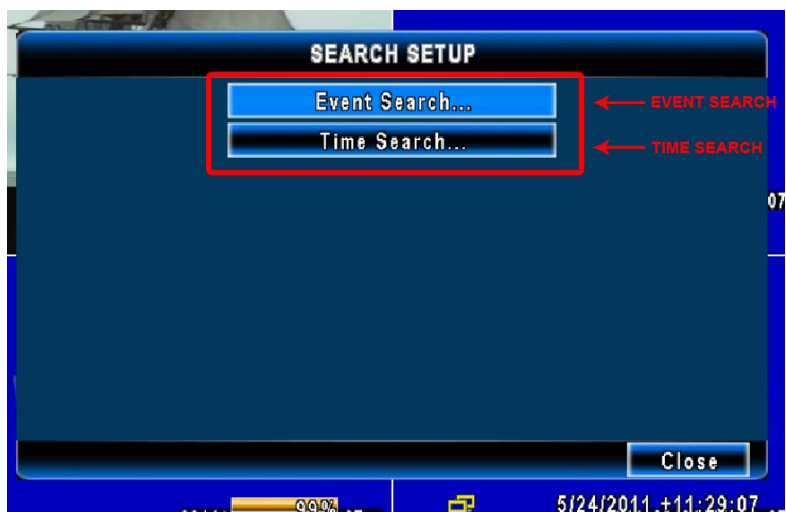 SEARCH SETUP
Event Search...
EVENT SEARCH
Time Search...
TIME SEARCH
07
Close
99%
5/24/2011,+11:29:07